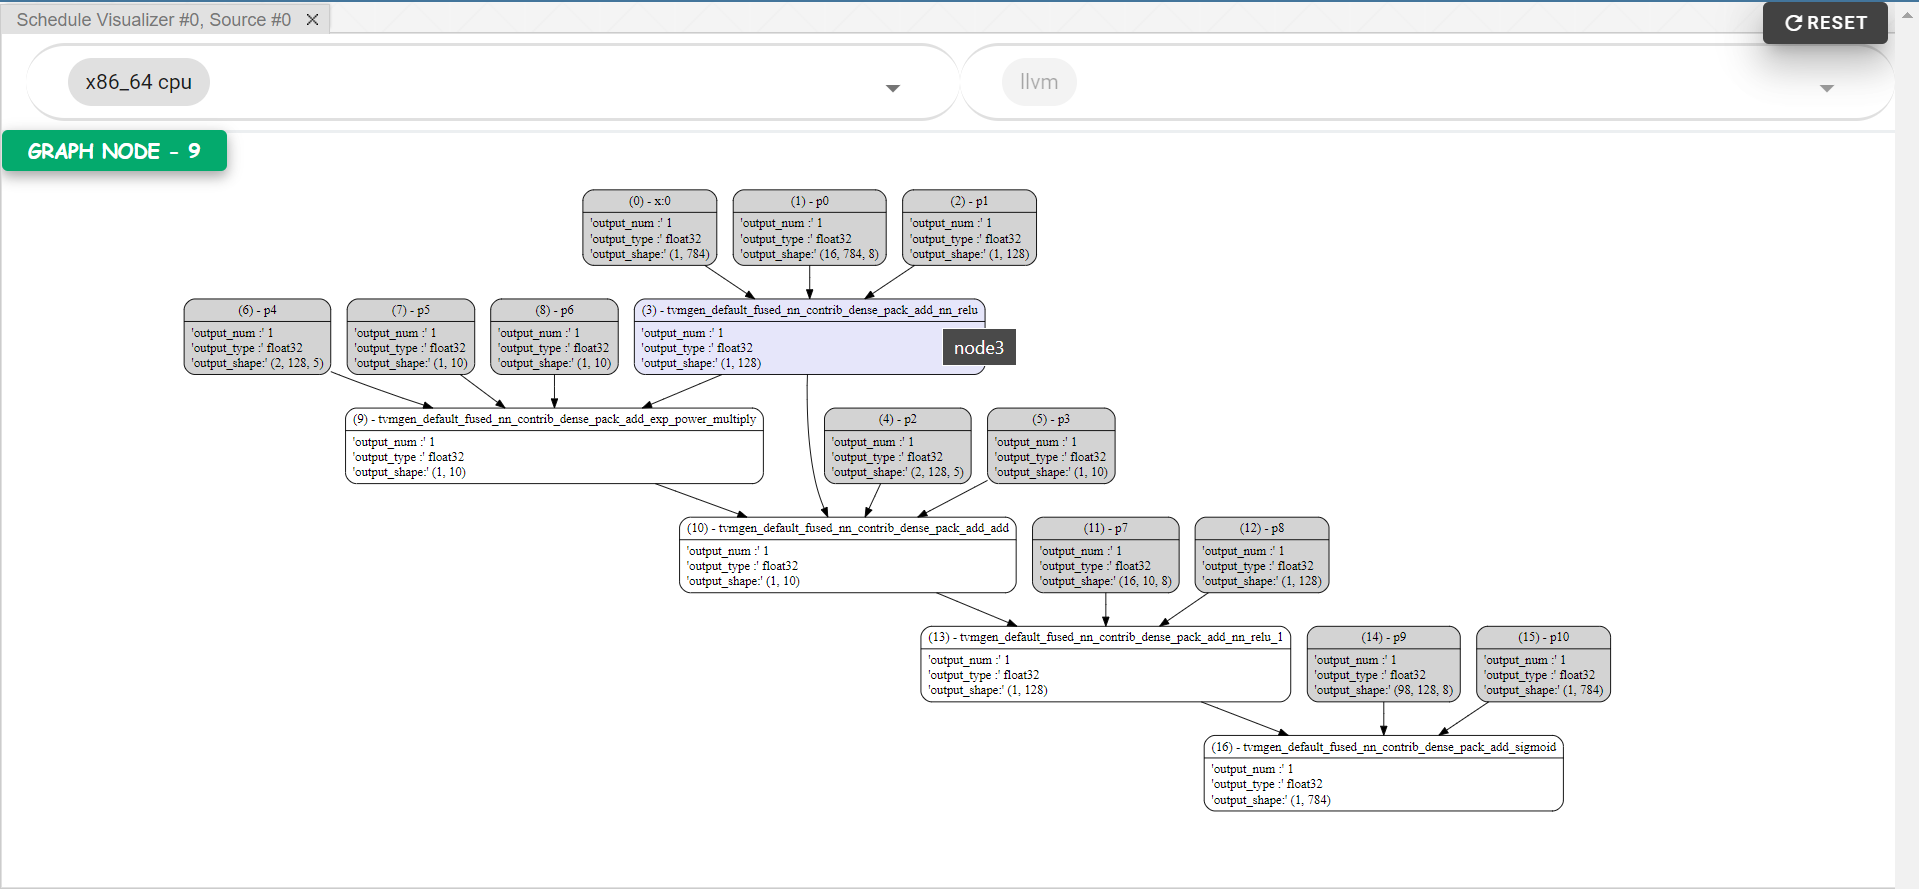 Schedule Visualizer #0, Source #0
RESET
x86_64 cpu
llvm
GRAPH NODE - 9
(0) - x:0
'output_num :' 1
'output_type :' float32
'output_shape:' (1, 784)
(1) - p0
'output_num :' 1
'output_type :' float32
'output_shape:' (16, 784, 8)
(2) - p1
'output_num :' 1
'output_type :' float32
'output_shape:' (1, 128)
(6) - p4
'output_num :' 1
'output_type :' float32
'output_shape:' (2, 128, 5)
(7) - p5
'output_num :' 1
'output_type :' float32
'output_shape:' (1, 10)
(8) - p6
'output_num :' 1
'output_type :' float32
'output_shape:' (1, 10)
(3) - tvmgen_default_fused_nn_contrib_dense_pack_add_nn_relu
'output_num :' 1
'output_type :' float32
'output_shape:' (1, 128)
node3
(9) - tvmgen_default_fused_nn_contrib_dense_pack_add_exp_power_multiply
'output_num :' 1
'output_type :' float32
'output_shape:' (1, 10)
(4) - p2
'output_num :' 1
'output_type :' float32
'output_shape:' (2, 128, 5)
(5) - p3
'output_num :' 1
'output_type :' float32
'output_shape:' (1, 10)
(10) - tvmgen_default_fused_nn_contrib_dense_pack_add_add
'output_num :' 1
'output_type :' float32
'output_shape:' (1, 10)
(11) - p7
'output_num :' 1
'output_type :' float32
'output_shape:' (16, 10, 8)
(12) - p8
'output_num :' 1
'output_type :' float32
'output_shape:' (1, 128)
(13) - tvmgen_default_fused_nn_contrib_dense_pack_add_nn_relu_1
'output_num :' 1
'output_type :' float32
'output_shape:' (1, 128)
(14) - p9
'output_num :' 1
'output_type :' float32
'output_shape:' (98, 128, 8)
(15) - p10
'output_num :' 1
'output_type :' float32
'output_shape:' (1, 784)
(16) - tvmgen_default_fused_nn_contrib_dense_pack_add_sigmoid
'output_num :' 1
'output_type :' float32
'output_shape:' (1, 784)